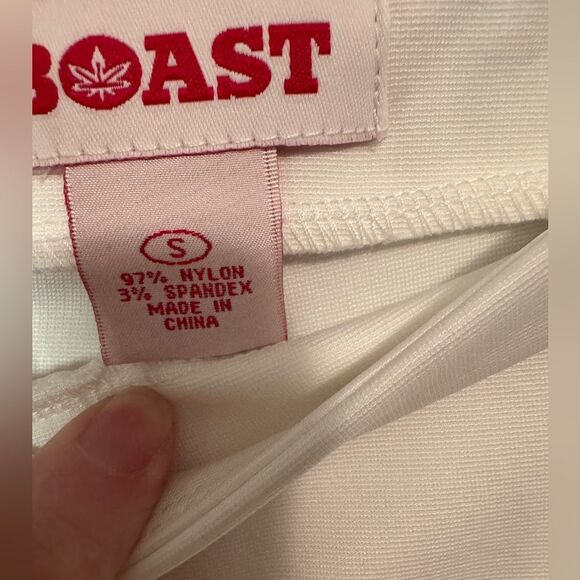 BOAST
S
97% NYLON
3% SPANDEX
MADE IN
CHINA